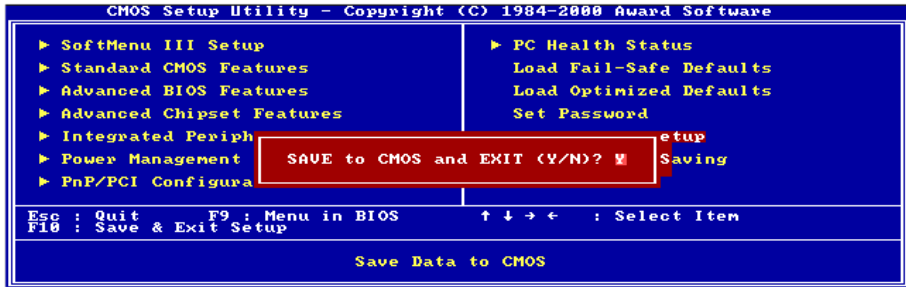 CMOS Setup Utility - Copyright (C) 1984-2000 Award Software
► SoftMenu III Setup
► Standard CMOS Features
► Advanced BIOS Features
► Advanced Chipset Features
► Integrated Periph
► Power Management
► PnP/PCI Configura
► PC Health Status
Load Fail-Safe Defaults
Load Optimized Defaults
Set Password
etup
Saving
SAVE to CMOS and EXIT (Y/N)? Y
Esc : Quit F9 : Menu in BIOS ↑ ↓ → ← : Select Item
F10 : Save & Exit Setup
Save Data to CMOS